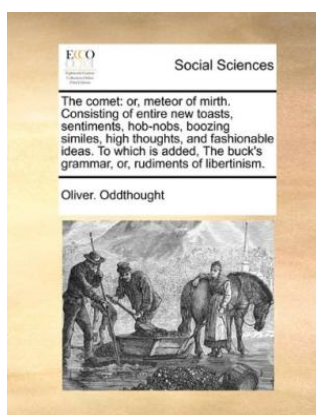 ECCO
Social Sciences
The comet: or, meteor of mirth.
Consisting of entire new toasts,
sentiments, hob-nobs, boozing
similes, high thoughts, and fashionable
ideas. To which is added, The buck's
grammar, or, rudiments of libertinism.
Oliver. Oddthought